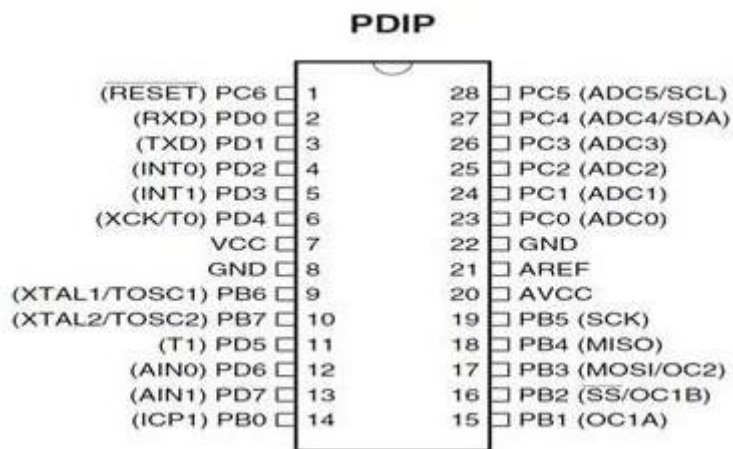 PDIP
(RESET) PC6 1 28 PC5 (ADC5/SCL)
(RXD) PD0 2 27 PC4 (ADC4/SDA)
(TXD) PD1 3 26 PC3 (ADC3)
(INT0) PD2 4 25 PC2 (ADC2)
(INT1) PD3 5 24 PC1 (ADC1)
(XCK/T0) PD4 6 23 PC0 (ADC0)
VCC 7 22 GND
GND 8 21 AREF
(XTAL1/TOSC1) PB6 9 20 AVCC
(XTAL2/TOSC2) PB7 10 19 PB5 (SCK)
(T1) PD5 11 18 PB4 (MISO)
(AIN0) PD6 12 17 PB3 (MOSI/OC2)
(AIN1) PD7 13 16 PB2 (SS/OC1B)
(ICP1) PB0 14 15 PB1 (OC1A)